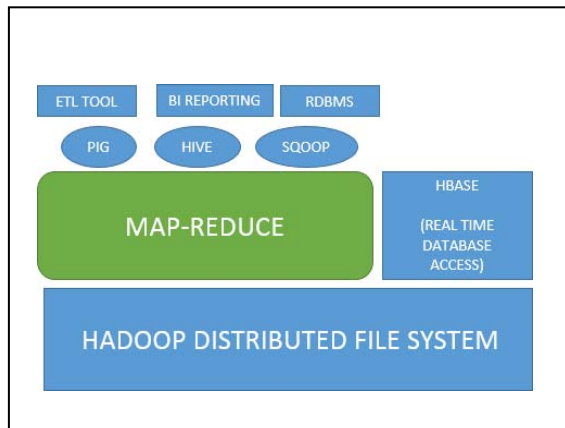 ETL TOOL
BI REPORTING
RDBMS
PIG
HIVE
SQOOP
MAP-REDUCE
HBASE
(REAL TIME
DATABASE
ACCESS)
HADOOP DISTRIBUTED FILE SYSTEM